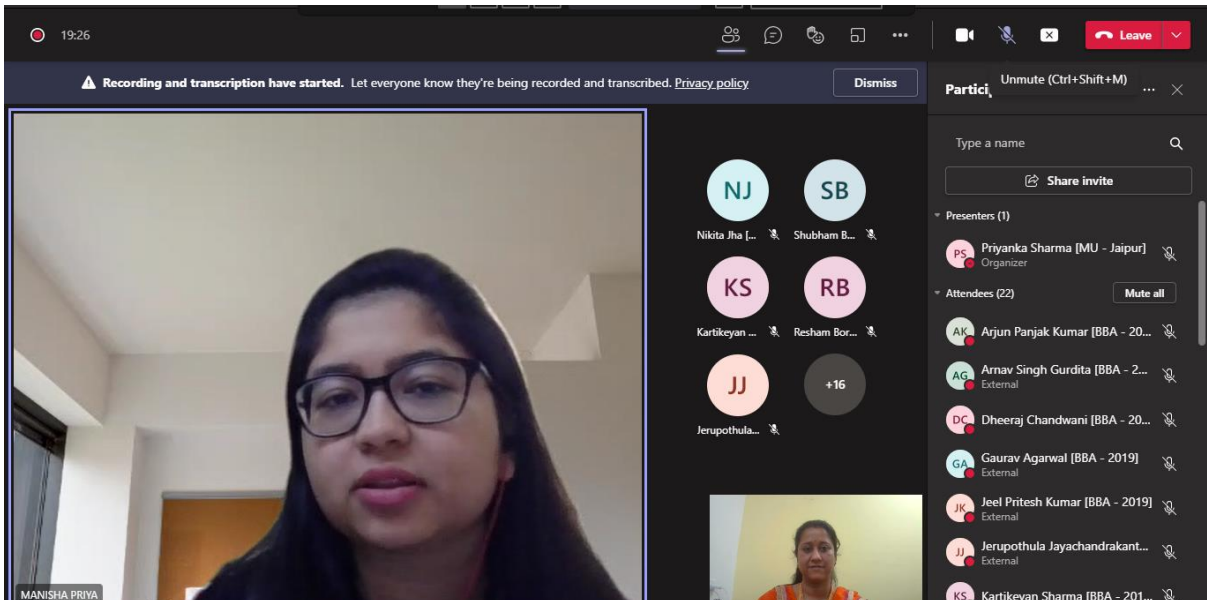 19:26
Leave
Recording and transcription have started. Let everyone know they're being recorded and transcribed. Privacy policy
Dismiss
Partici
Unmute (Ctrl+Shift+M)
Type a name
Share invite
Presenters (1)
PS
Priyanka Sharma [MU - Jaipur]
Organizer
Attendees (22)
Mute all
AK
Arjun Panjak Kumar [BBA - 20...
AG
Arnav Singh Gurdita [BBA - 2...
External
DC
Dheeraj Chandwani [BBA - 20...
GA
Gaurav Agarwal [BBA - 2019]
External
JK
Jeel Pritesh Kumar [BBA - 2019]
External
JJ
Jerupothula Jayachandrakant...
External
KS
Kartikeyan Sharma [BBA - 201...
NJ
Nikita Jha [...
SB
Shubham B...
KS
Kartikeyan ...
RB
Resham Bor...
JJ
Jerupothula...
+16
MANISHA PRIYA